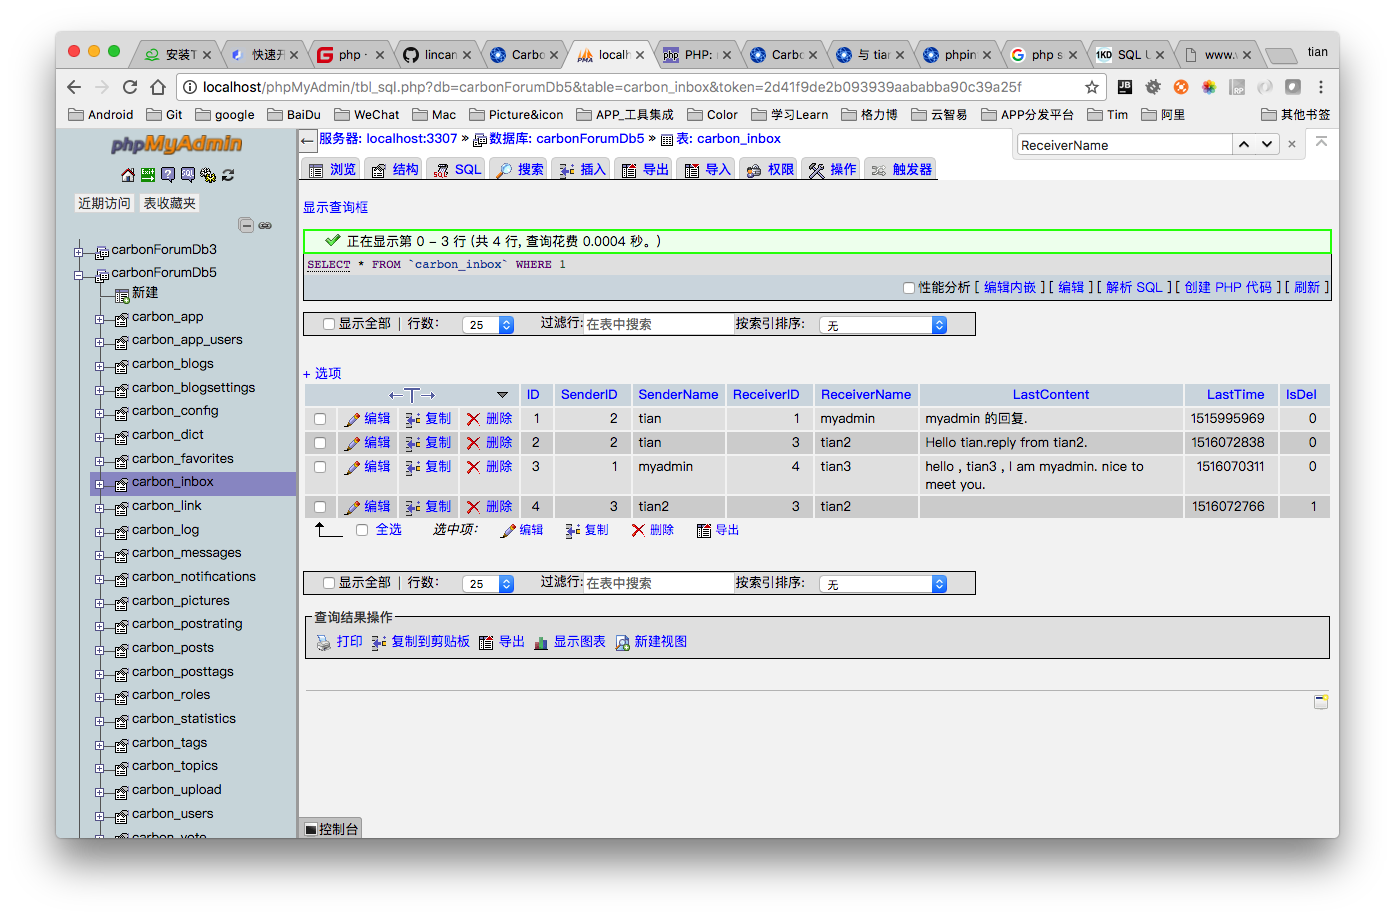 安装T
快速开
php ·
lincan
Carbo
localh
PHP:
Carbo
与 tian
phpin
php s
1KD SQL U
www.v
tian
localhost/phpMyAdmin/tbl_sql.php?db=carbonForumDb5&table=carbon_inbox&token=2d41f9de2b093939aababba90c39a25f
Android
Git
google
BaiDu
WeChat
Mac
Picture&icon
APP_工具集成
Color
学习Learn
格力博
云智易
APP分发平台
Tim
阿里
其他书签
phpMyAdmin
近期访问 表收藏夹
carbonForumDb3
carbonForumDb5
新建
carbon_app
carbon_app_users
carbon_blogs
carbon_blogsettings
carbon_config
carbon_dict
carbon_favorites
carbon_inbox
carbon_link
carbon_log
carbon_messages
carbon_notifications
carbon_pictures
carbon_postrating
carbon_posts
carbon_posttags
carbon_roles
carbon_statistics
carbon_tags
carbon_topics
carbon_upload
carbon_users
carbon_vote
服务器: localhost:3307 » 数据库: carbonForumDb5 » 表: carbon_inbox
ReceiverName
浏览 结构 SQL 搜索 插入 导出 导入 权限 操作 触发器
显示查询框
正在显示第 0 - 3 行 (共 4 行, 查询花费 0.0004 秒。)
SELECT * FROM `carbon_inbox` WHERE 1
性能分析 [ 编辑内嵌 ] [ 编辑 ] [ 解析 SQL ] [ 创建 PHP 代码 ] [ 刷新 ]
显示全部 | 行数: 25 过滤行: 在表中搜索 按索引排序: 无
+ 选项
←T→ ID SenderID SenderName ReceiverID ReceiverName LastContent LastTime IsDel
编辑 复制 删除 1 2 tian 1 myadmin myadmin 的回复. 1515995969 0
编辑 复制 删除 2 2 tian 3 tian2 Hello tian.reply from tian2. 1516072838 0
编辑 复制 删除 3 1 myadmin 4 tian3 hello , tian3 , I am myadmin. nice to 1516070311 0
meet you.
编辑 复制 删除 4 3 tian2 3 tian2 1516072766 1
全选 选中项: 编辑 复制 删除 导出
显示全部 | 行数: 25 过滤行: 在表中搜索 按索引排序: 无
查询结果操作
打印 复制到剪贴板 导出 显示图表 新建视图
控制台